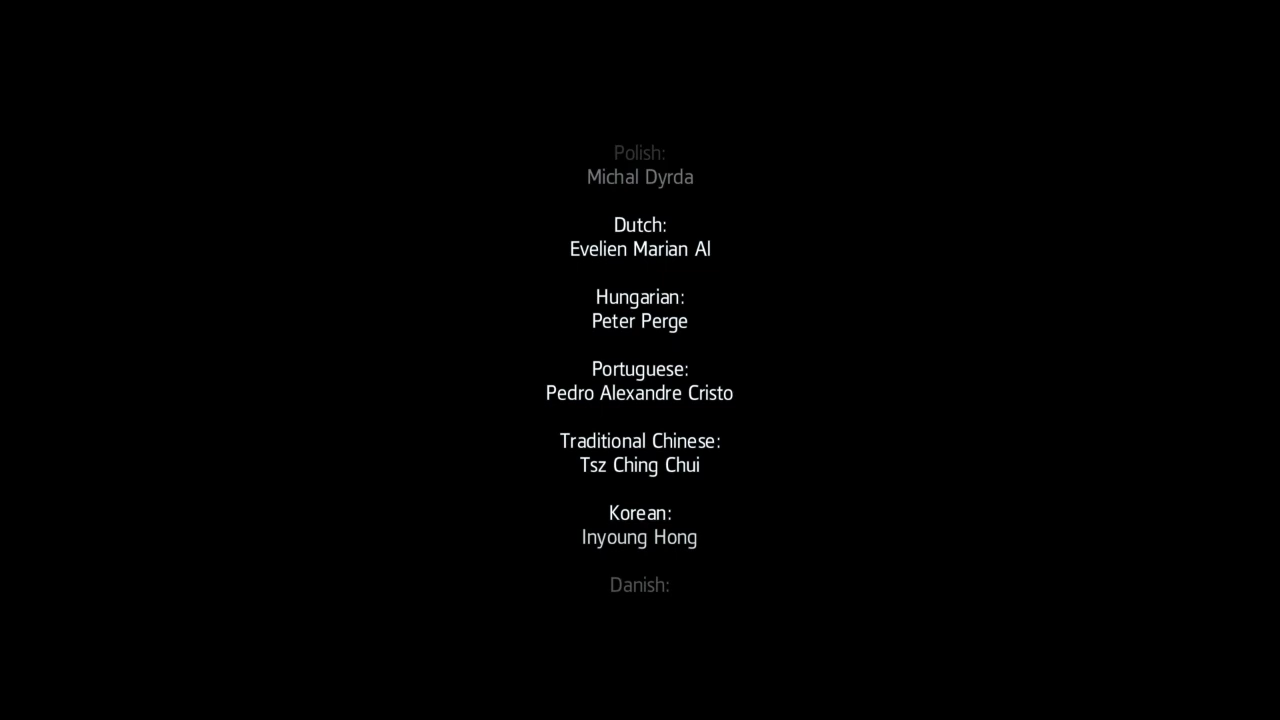 Polish:
Michal Dyrda
Dutch:
Evelien Marian Al
Hungarian:
Peter Perge
Portuguese:
Pedro Alexandre Cristo
Traditional Chinese:
Tsz Ching Chui
Korean:
Inyoung Hong
Danish: